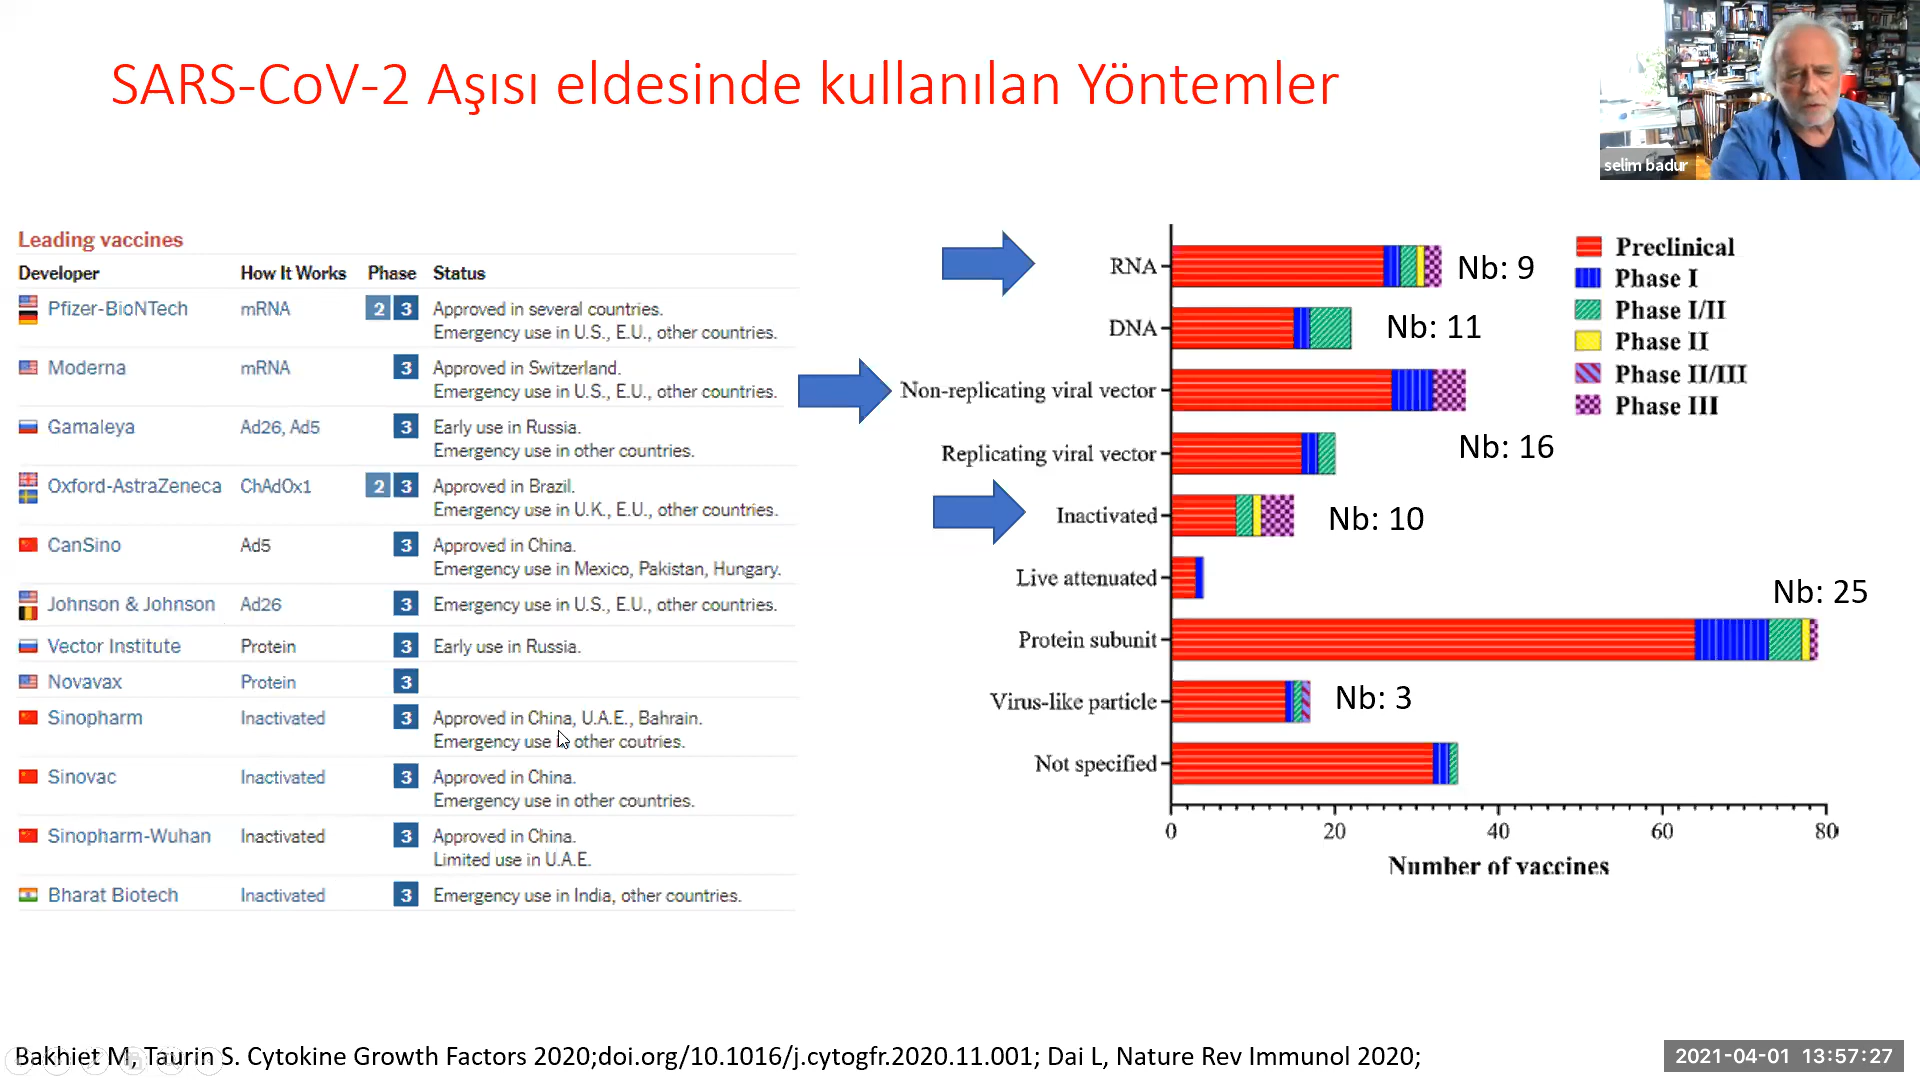 SARS-CoV-2 Aşısı eldesinde kullanılan Yöntemler
selim badur
Leading vaccines
Developer How It Works Phase Status
Pfizer-BioNTech mRNA 2 3 Approved in several countries.
Emergency use in U.S., E.U., other countries.
Moderna mRNA 3 Approved in Switzerland.
Emergency use in U.S., E.U., other countries.
Gamaleya Ad26, Ad5 3 Early use in Russia.
Emergency use in other countries.
Oxford-AstraZeneca ChAdOx1 2 3 Approved in Brazil.
Emergency use in U.K., E.U., other countries.
CanSino Ad5 3 Approved in China.
Emergency use in Mexico, Pakistan, Hungary.
Johnson & Johnson Ad26 3 Emergency use in U.S., E.U., other countries.
Vector Institute Protein 3 Early use in Russia.
Novavax Protein 3
Sinopharm Inactivated 3 Approved in China, U.A.E., Bahrain.
Emergency use in other coutries.
Sinovac Inactivated 3 Approved in China.
Emergency use in other countries.
Sinopharm-Wuhan Inactivated 3 Approved in China.
Limited use in U.A.E.
Bharat Biotech Inactivated 3 Emergency use in India, other countries.
RNA Nb: 9
DNA Nb: 11
Non-replicating viral vector
Replicating viral vector Nb: 16
Inactivated Nb: 10
Live attenuated
Nb: 25
Protein subunit
Virus-like particle Nb: 3
Not specified
0 20 40 60 80
Number of vaccines
Preclinical
Phase I
Phase I/II
Phase II
Phase II/III
Phase III
Bakhiet M, Taurin S. Cytokine Growth Factors 2020;doi.org/10.1016/j.cytogfr.2020.11.001; Dai L, Nature Rev Immunol 2020;
2021-04-01 13:57:27